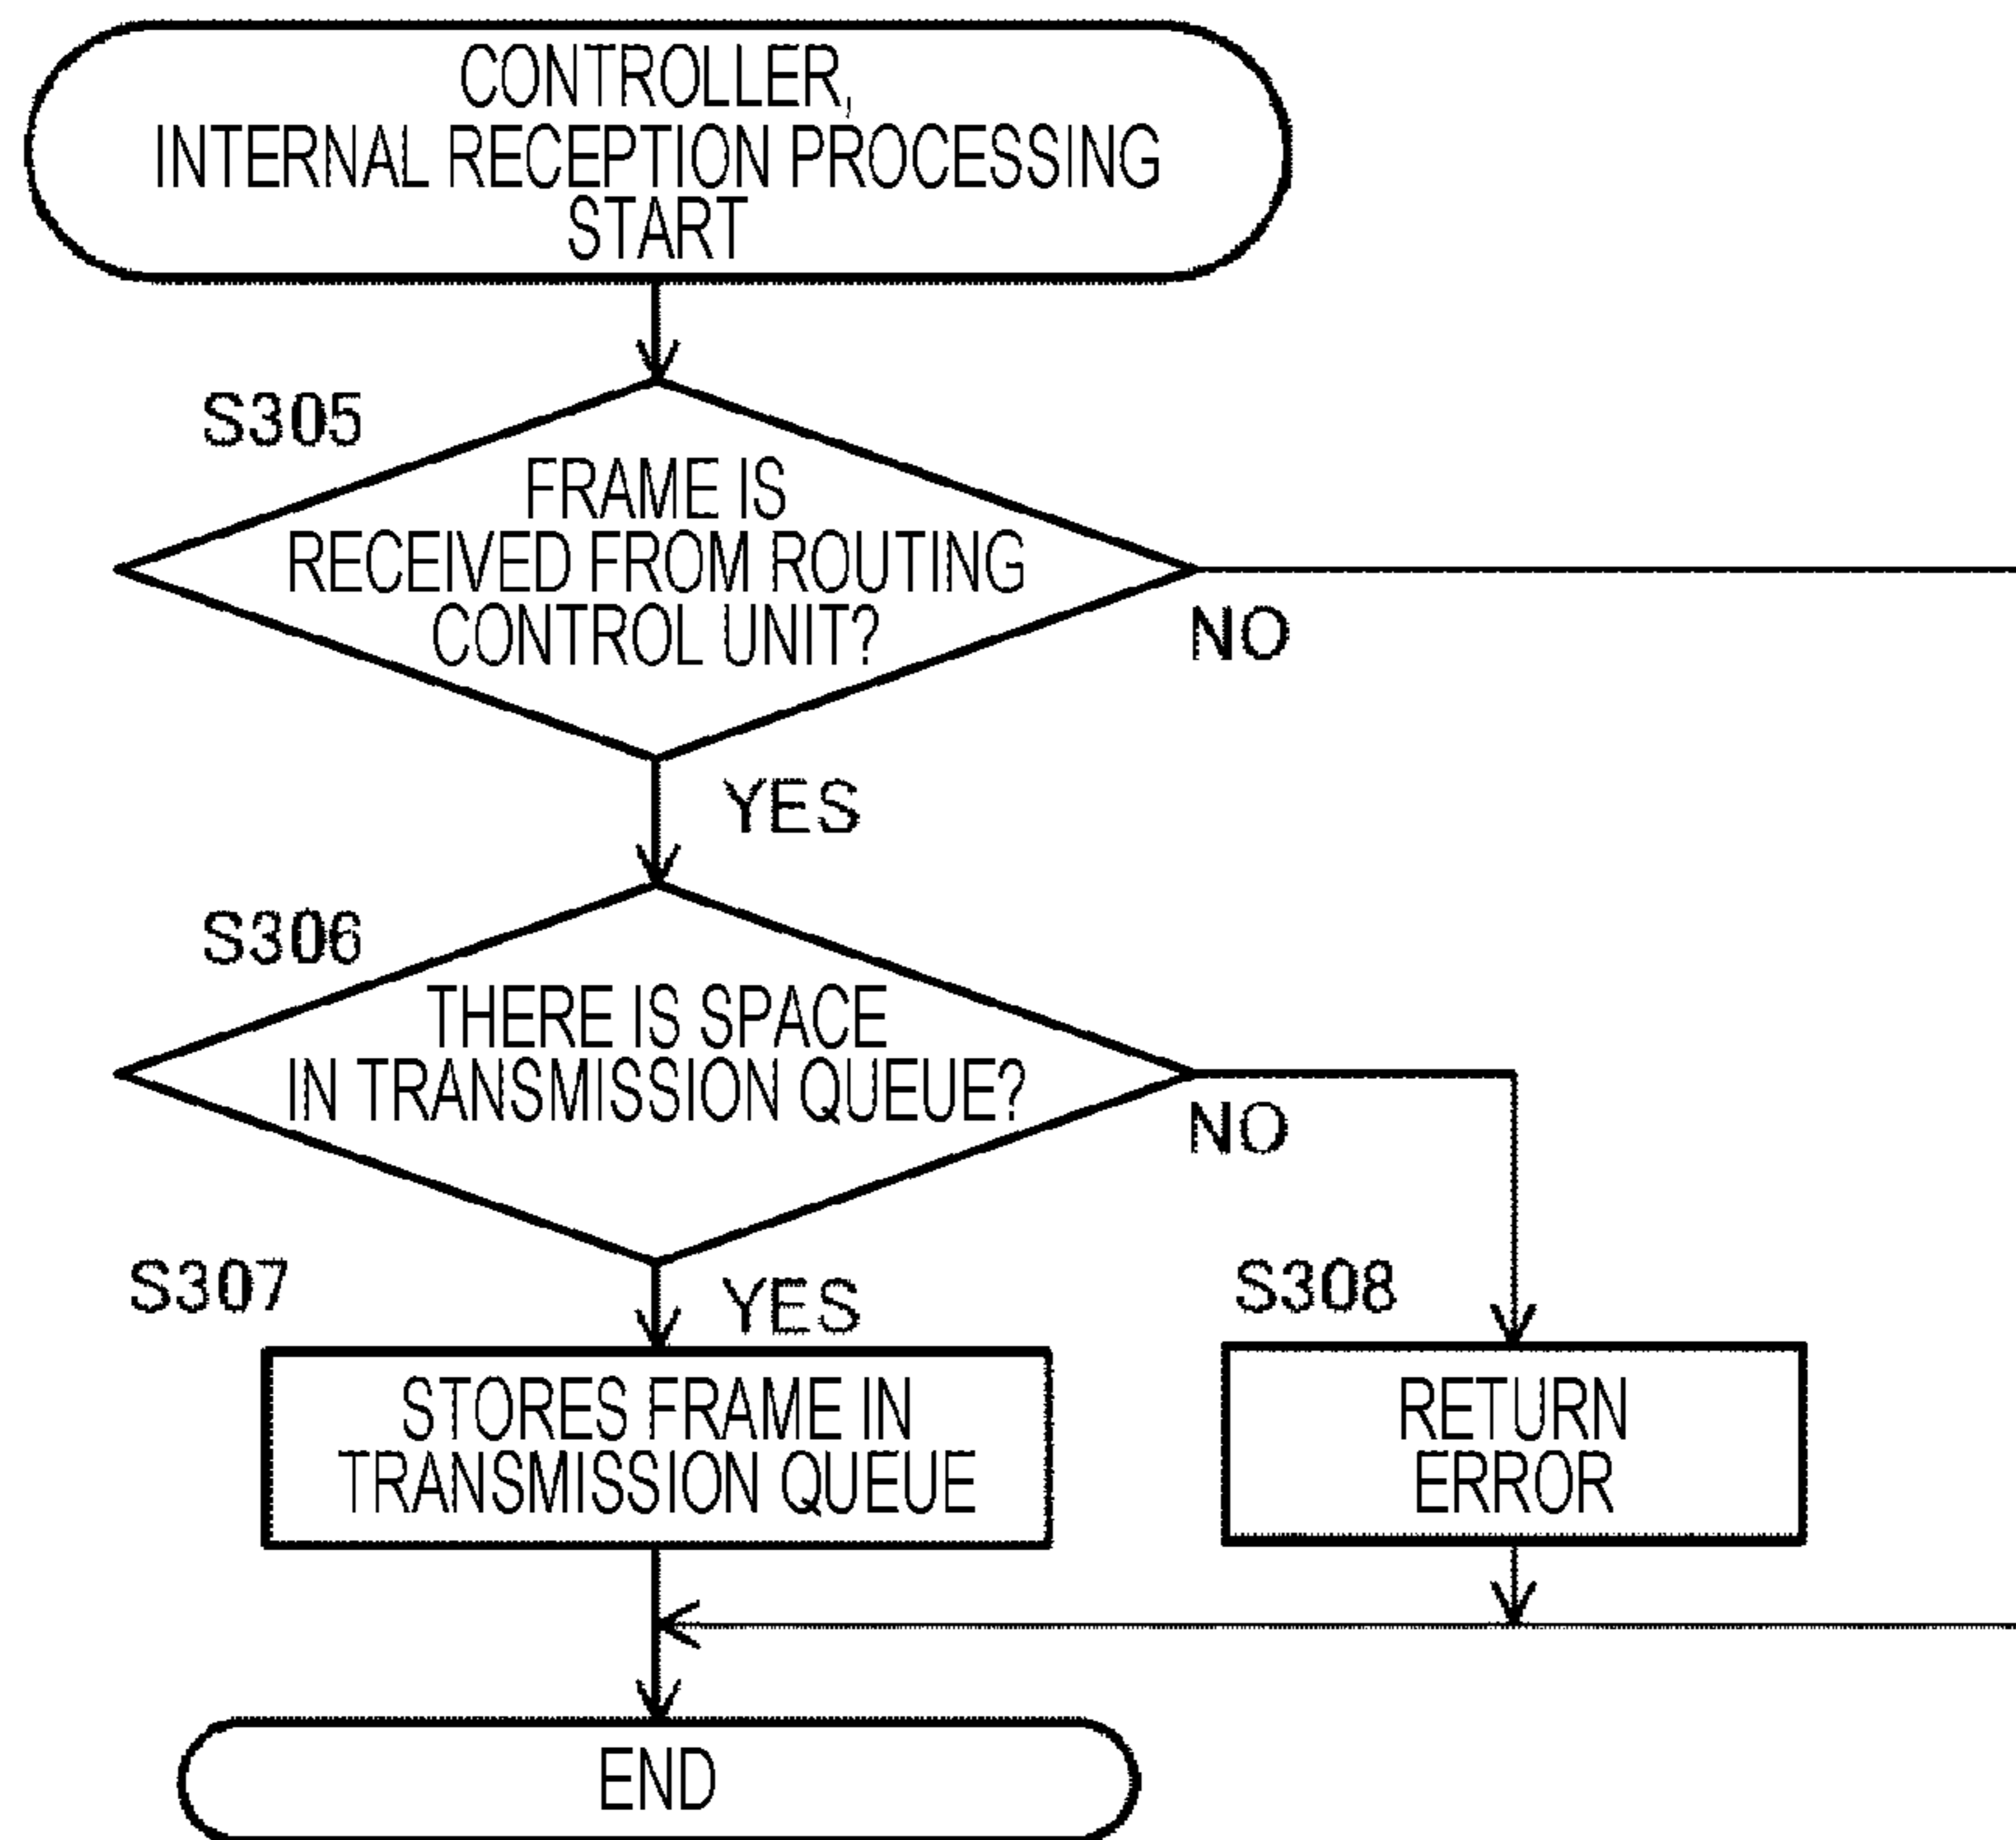 CONTROLLER,
INTERNAL RECEPTION PROCESSING
START
S305
FRAME IS
RECEIVED FROM ROUTING
CONTROL UNIT?
NO
YES
S306
THERE IS SPACE
IN TRANSMISSION QUEUE?
NO
S307
YES
S308
STORES FRAME IN
TRANSMISSION QUEUE
RETURN
ERROR
END